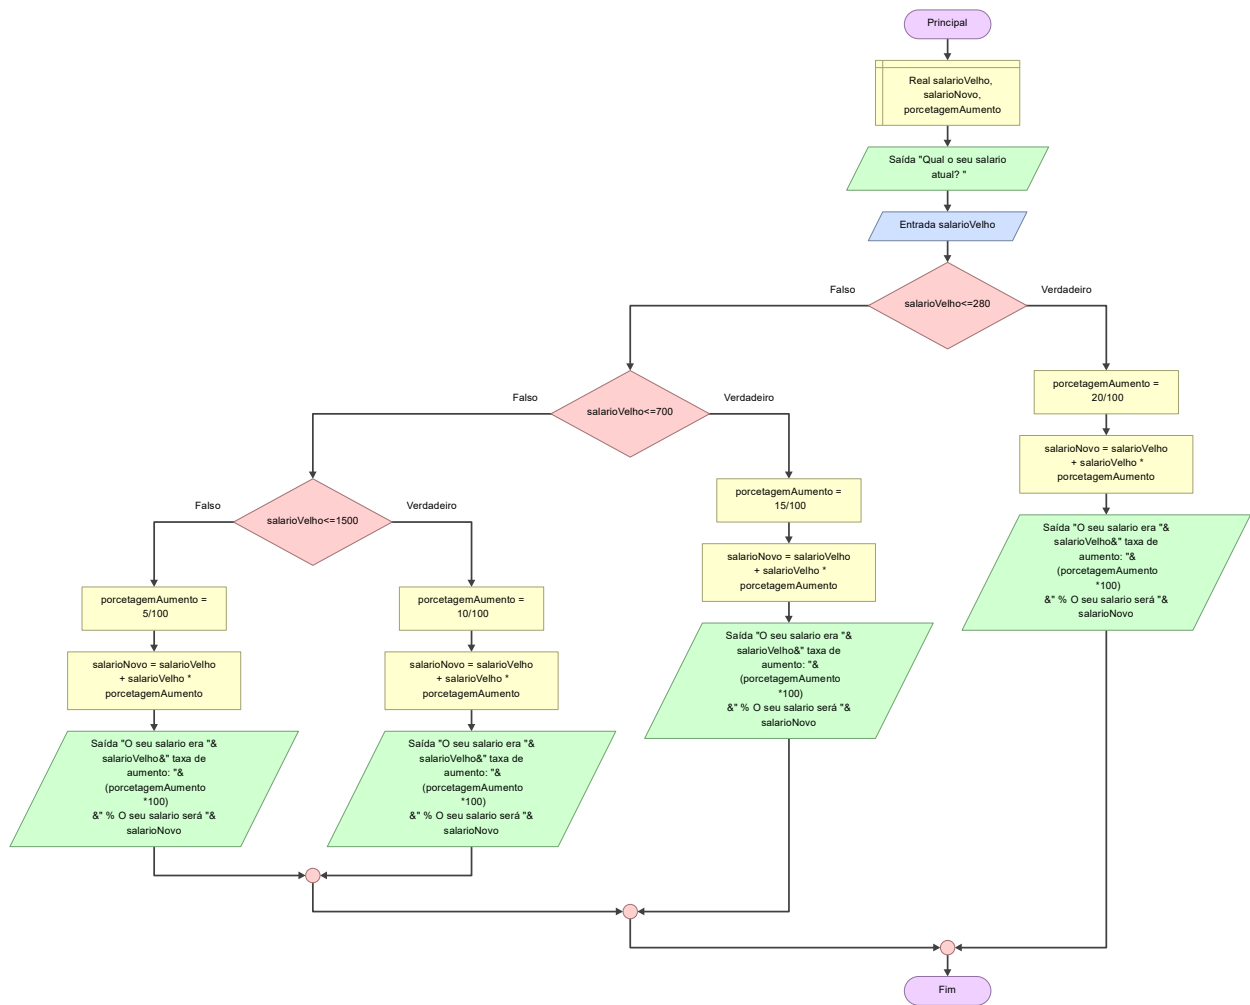 Principal
Real salarioVelho,
salarioNovo,
porcetagemAumento
Saída "Qual o seu salario
atual? "
Entrada salarioVelho
Falso
salarioVelho<=280
Verdadeiro
Falso
salarioVelho<=700
Verdadeiro
porcetagemAumento =
20/100
salarioNovo = salarioVelho
+ salarioVelho *
porcetagemAumento
Saída "O seu salario era "&
salarioVelho&" taxa de
aumento: "&
(porcetagemAumento
*100)
&" % O seu salario será "&
salarioNovo
Falso
salarioVelho<=1500
Verdadeiro
porcetagemAumento =
15/100
salarioNovo = salarioVelho
+ salarioVelho *
porcetagemAumento
Saída "O seu salario era "&
salarioVelho&" taxa de
aumento: "&
(porcetagemAumento
*100)
&" % O seu salario será "&
salarioNovo
porcetagemAumento =
5/100
salarioNovo = salarioVelho
+ salarioVelho *
porcetagemAumento
Saída "O seu salario era "&
salarioVelho&" taxa de
aumento: "&
(porcetagemAumento
*100)
&" % O seu salario será "&
salarioNovo
porcetagemAumento =
10/100
salarioNovo = salarioVelho
+ salarioVelho *
porcetagemAumento
Saída "O seu salario era "&
salarioVelho&" taxa de
aumento: "&
(porcetagemAumento
*100)
&" % O seu salario será "&
salarioNovo
Fim